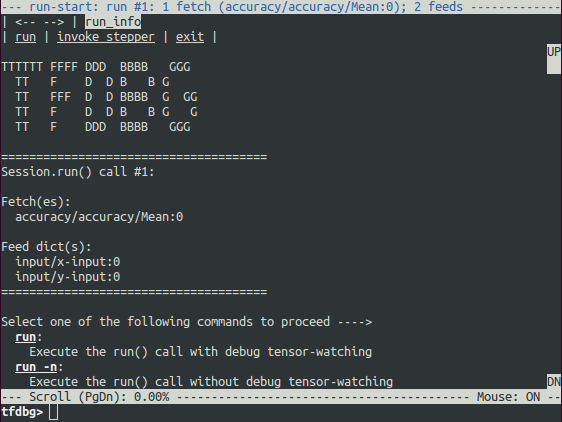 --- run-start: run #1: 1 fetch (accuracy/accuracy/Mean:0); 2 feeds -------------
| <-- --> | run_info
| run | invoke stepper | exit |
UP
TTTTTT FFFF DDD  BBBB   GGG
  TT   F    D  D B   B G
  TT   FFF  D  D BBBB  G  GG
  TT   F    D  D B   B G   G
  TT   F    DDD  BBBB   GGG
======================================
Session.run() call #1:
Fetch(es):
  accuracy/accuracy/Mean:0
Feed dict(s):
  input/x-input:0
  input/y-input:0
======================================
Select one of the following commands to proceed ---->
  run:
    Execute the run() call with debug tensor-watching
  run -n:
    Execute the run() call without debug tensor-watching
DN
--- Scroll (PgDn): 0.00% ------------------------------------------ Mouse: ON --
tfdbg>